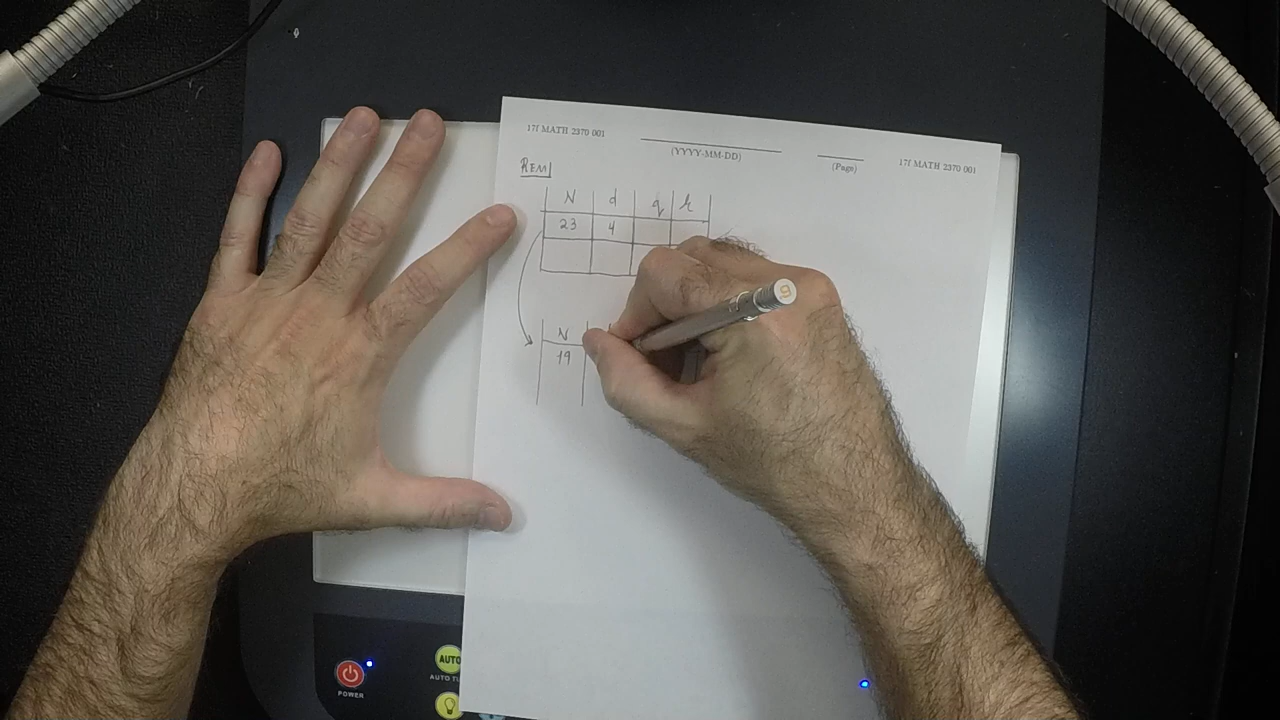 17f MATH 2370 001 (YYYY-MM-DD) (Page) 17f MATH 2370 001
REM
N d q r
23 4
N
19
POWER
AUTO